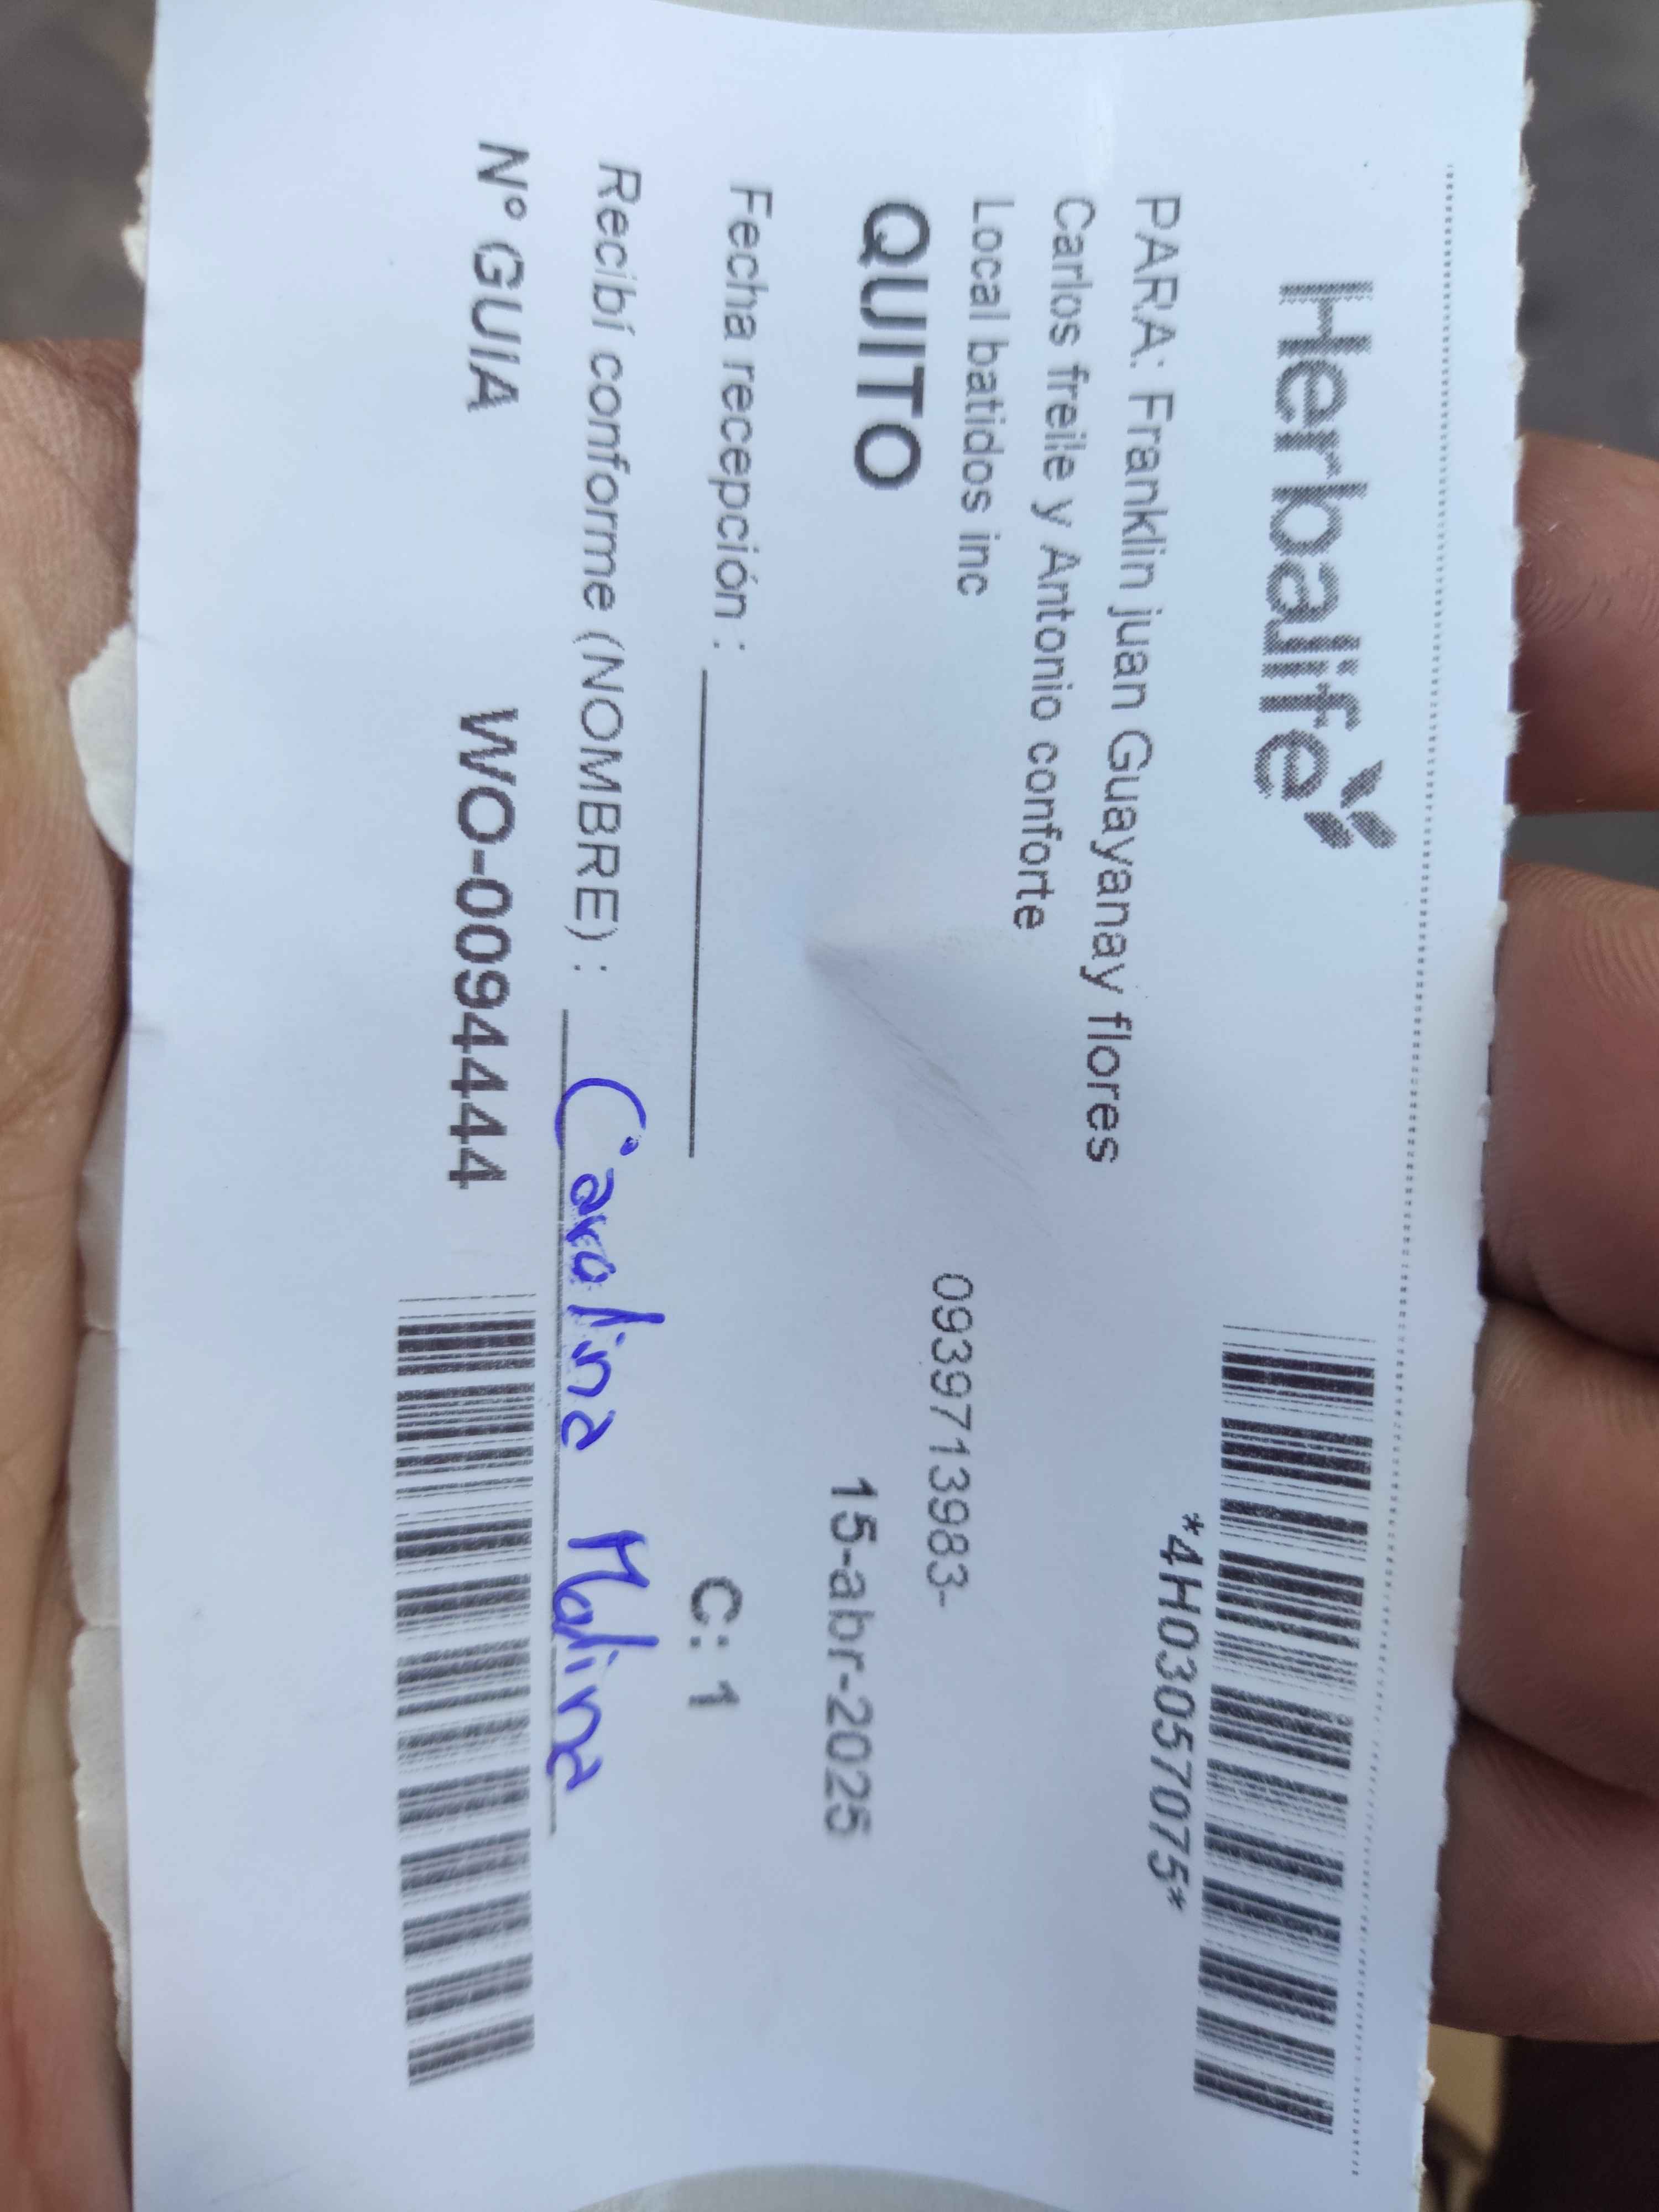 Herbalife
*4H03057075*
PARA: Franklin juan Guayanay flores
Carlos freile y Antonio conforte
Local batidos inc
0939713983-
QUITO
15-abr-2025
Fecha recepción :
C: 1
Recibí conforme (NOMBRE) : Carolina Molina
Nº GUIA WO-0094444